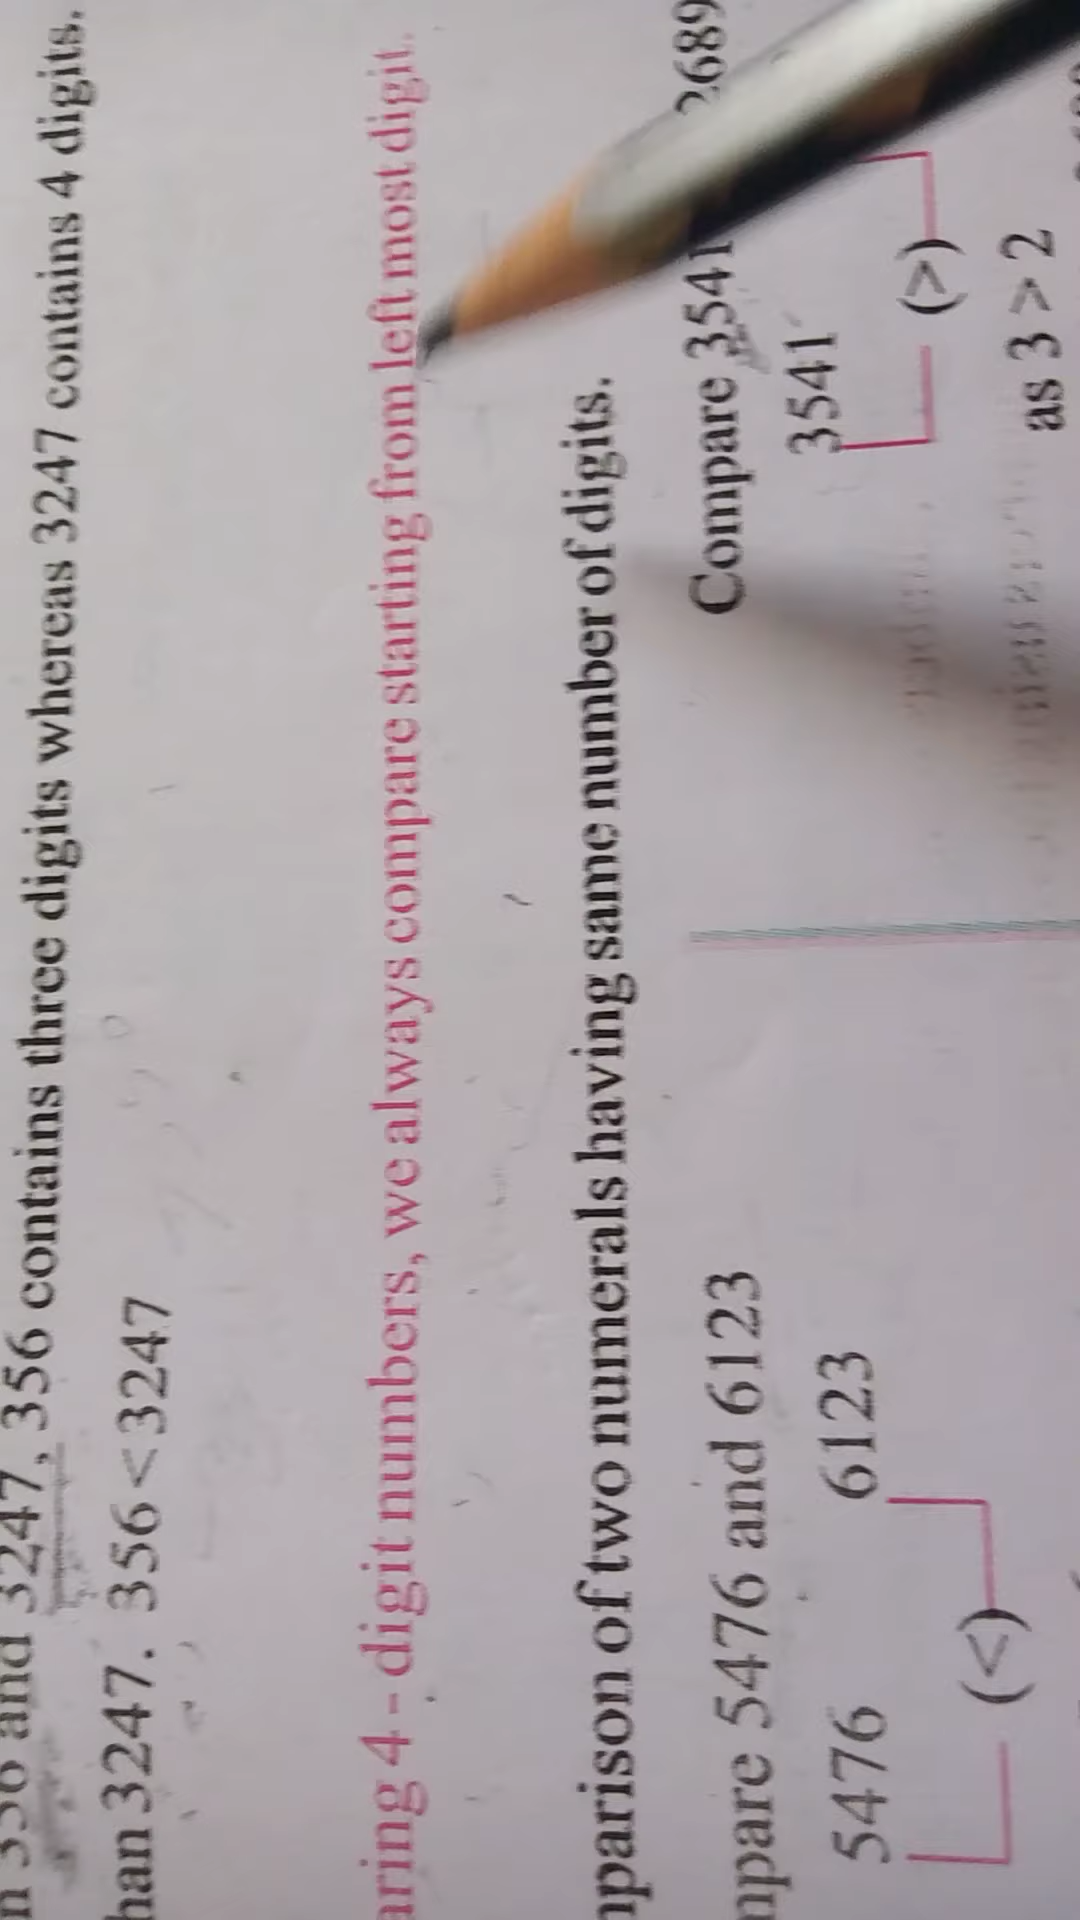 and 3247, 356 contains three digits whereas 3247 contains 4 digits.
han 3247. 356 < 3247
aring 4 - digit numbers, we always compare starting from left most digit.
nparison of two numerals having same number of digits.
npare 5476 and 6123
5476 6123
(<)
Compare 3541 2689
3541
(>)
as 3 > 2